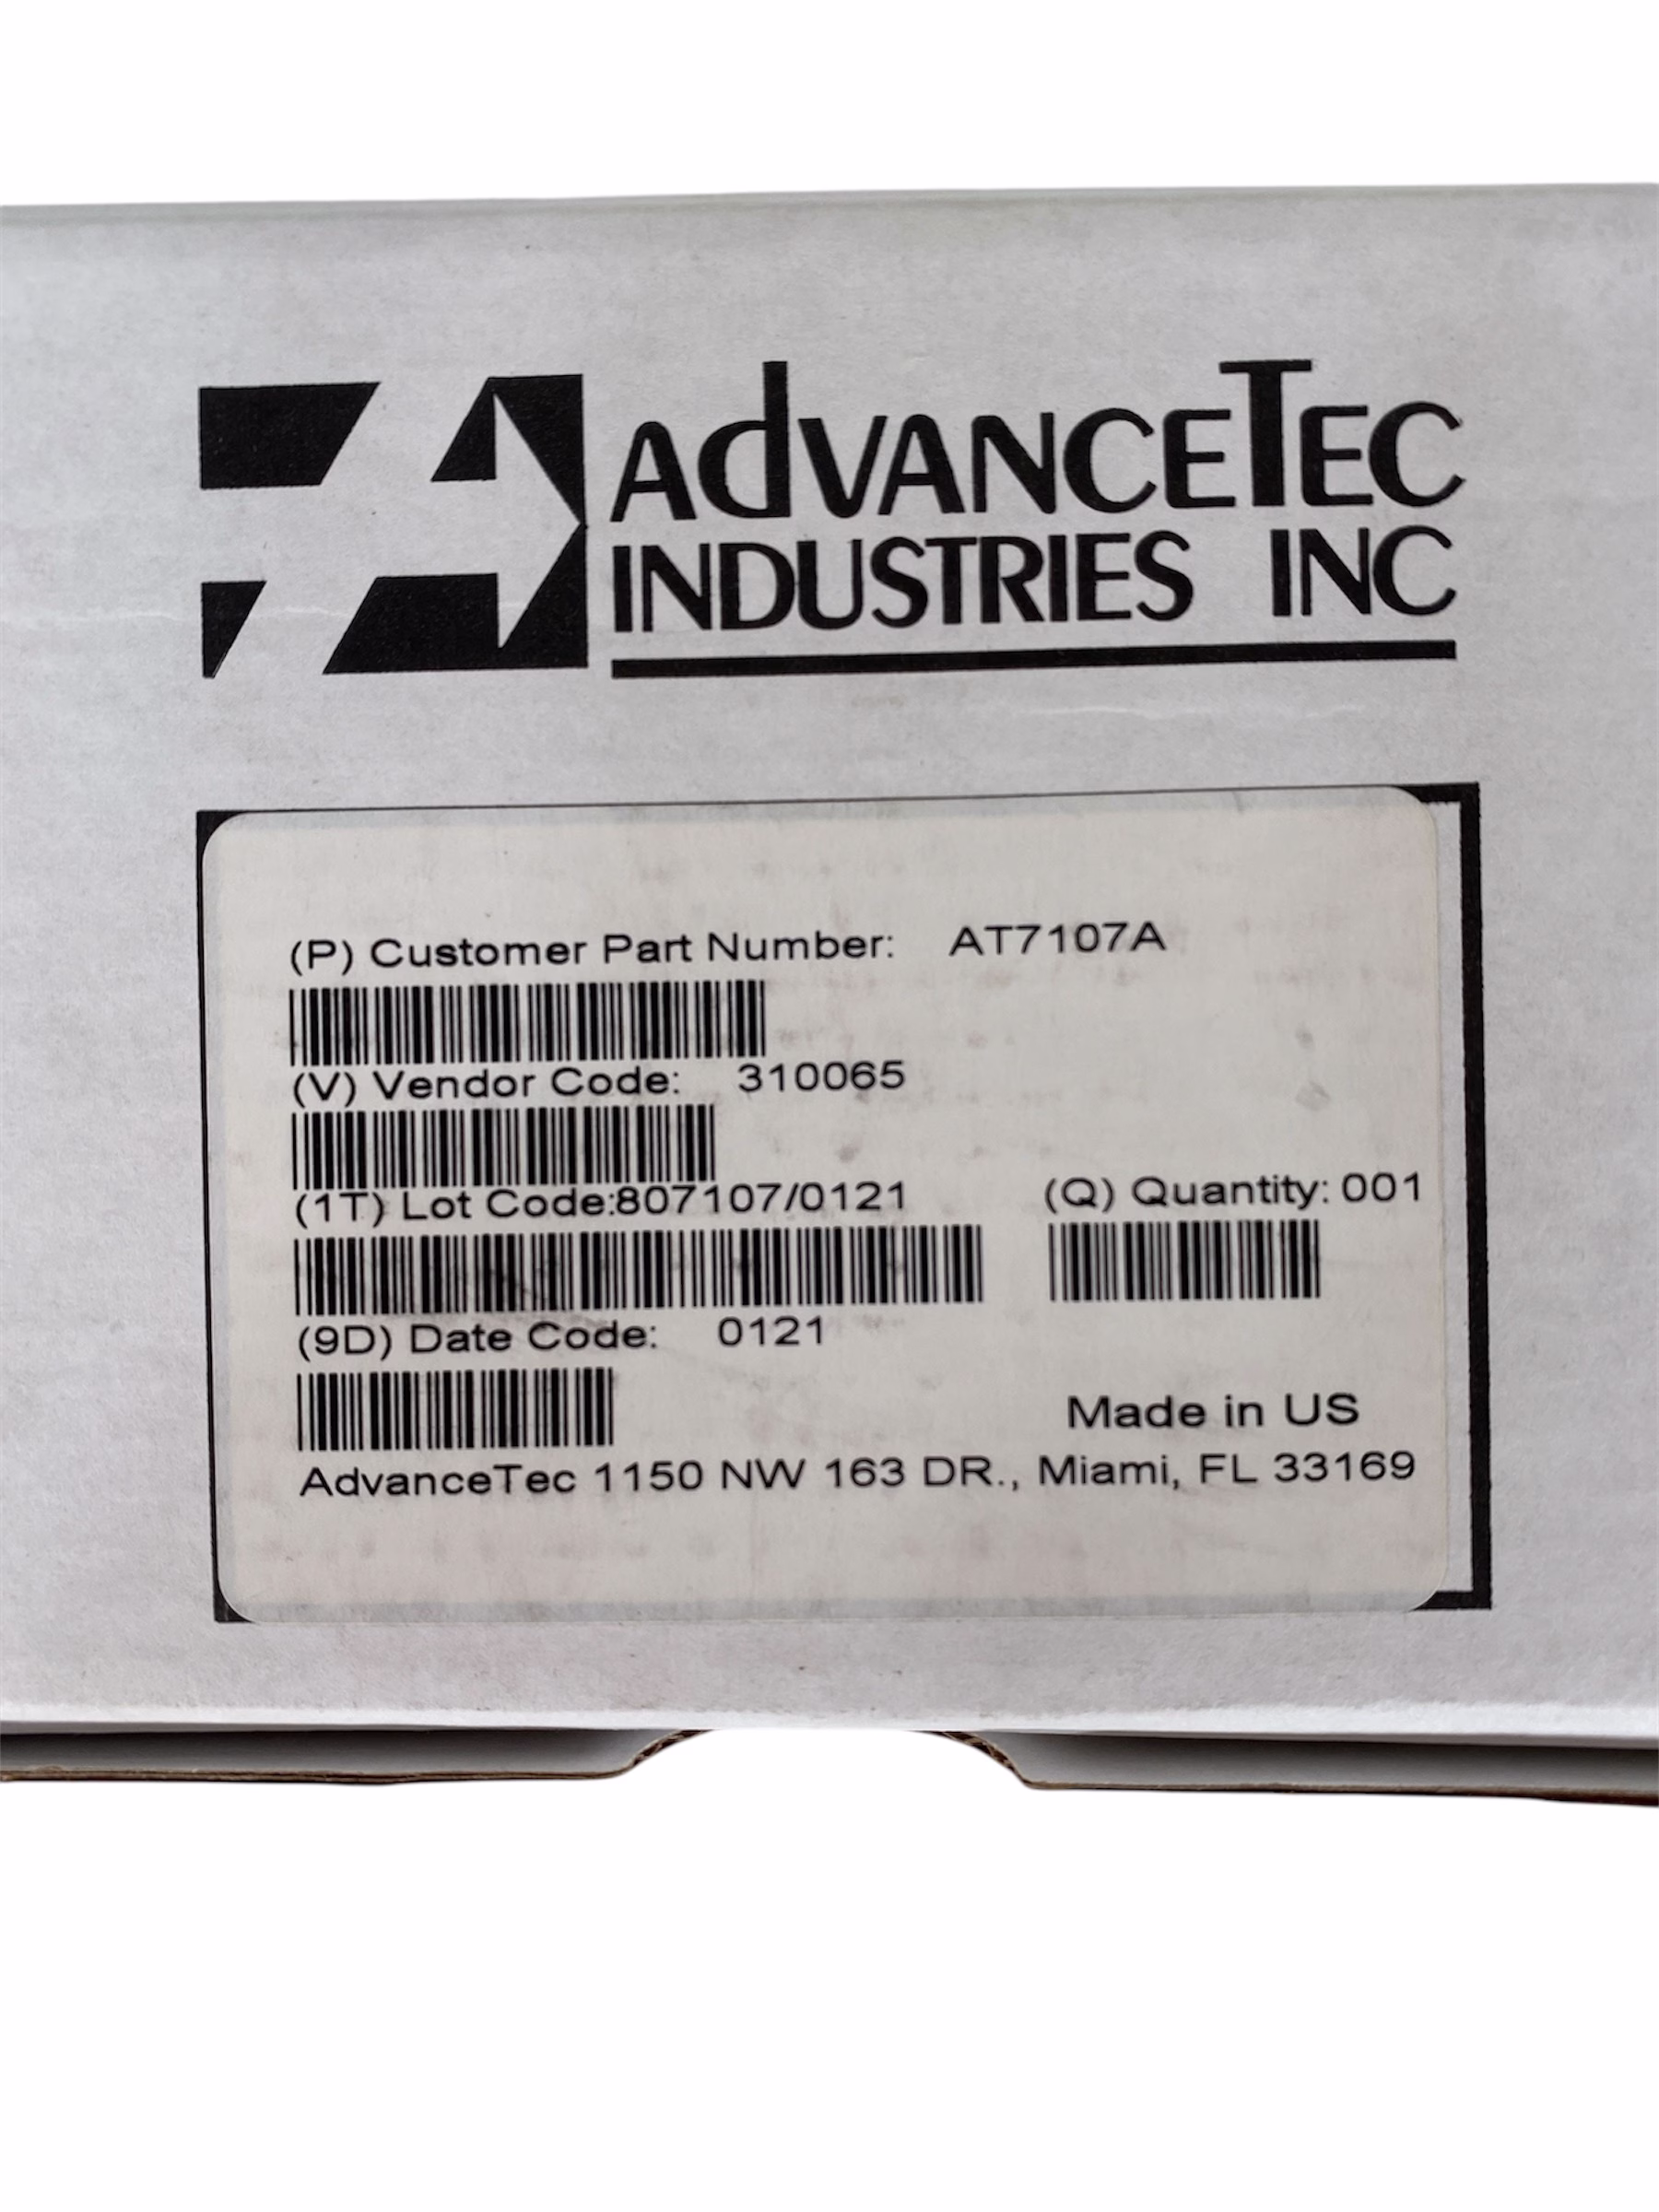 AdvanceTec
INDUSTRIES INC
(P) Customer Part Number: AT7107A
(V) Vendor Code: 310065
(1T) Lot Code:807107/0121
(Q) Quantity: 001
(9D) Date Code: 0121
Made in US
AdvanceTec 1150 NW 163 DR., Miami, FL 33169